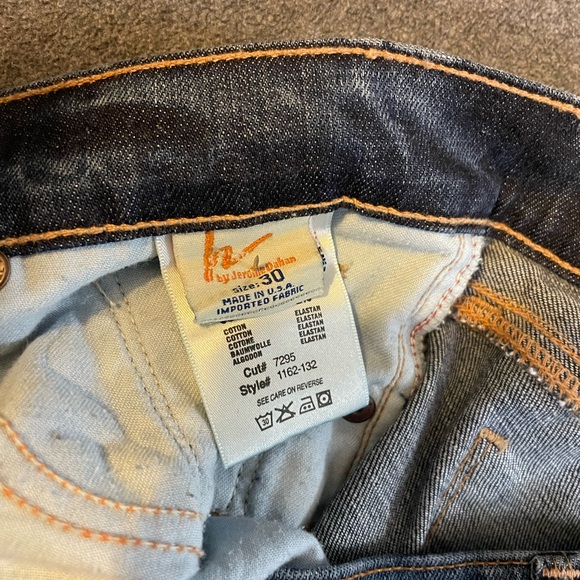 by Jerome Dahan
Size: 30
MADE IN U.S.A.
IMPORTED FABRIC
ELASTAN
COTON ELASTAN
COTTON ELASTAN
COTONE ELASTAN
BAUMWOLLE ELASTAN
ALGODON
Cut# 7295
Style# 1162-132
SEE CARE ON REVERSE
30